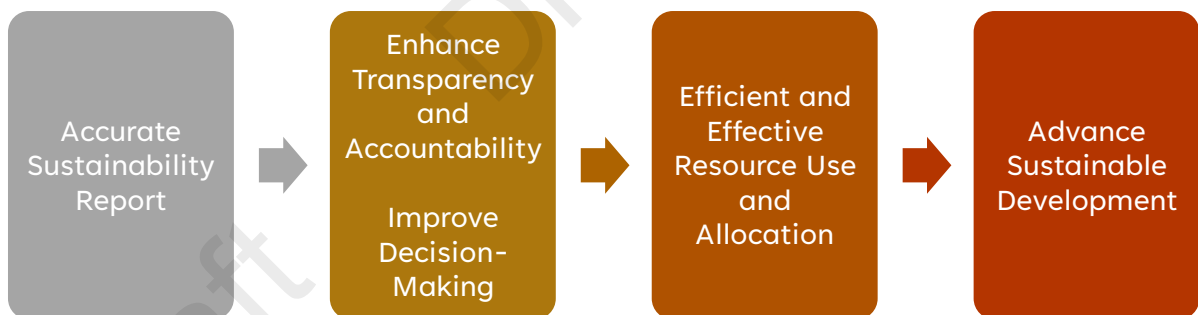 Accurate
Sustainability
Report
Enhance
Transparency
and
Accountability
Improve
Decision-
Making
Efficient and
Effective
Resource Use
and
Allocation
Advance
Sustainable
Development